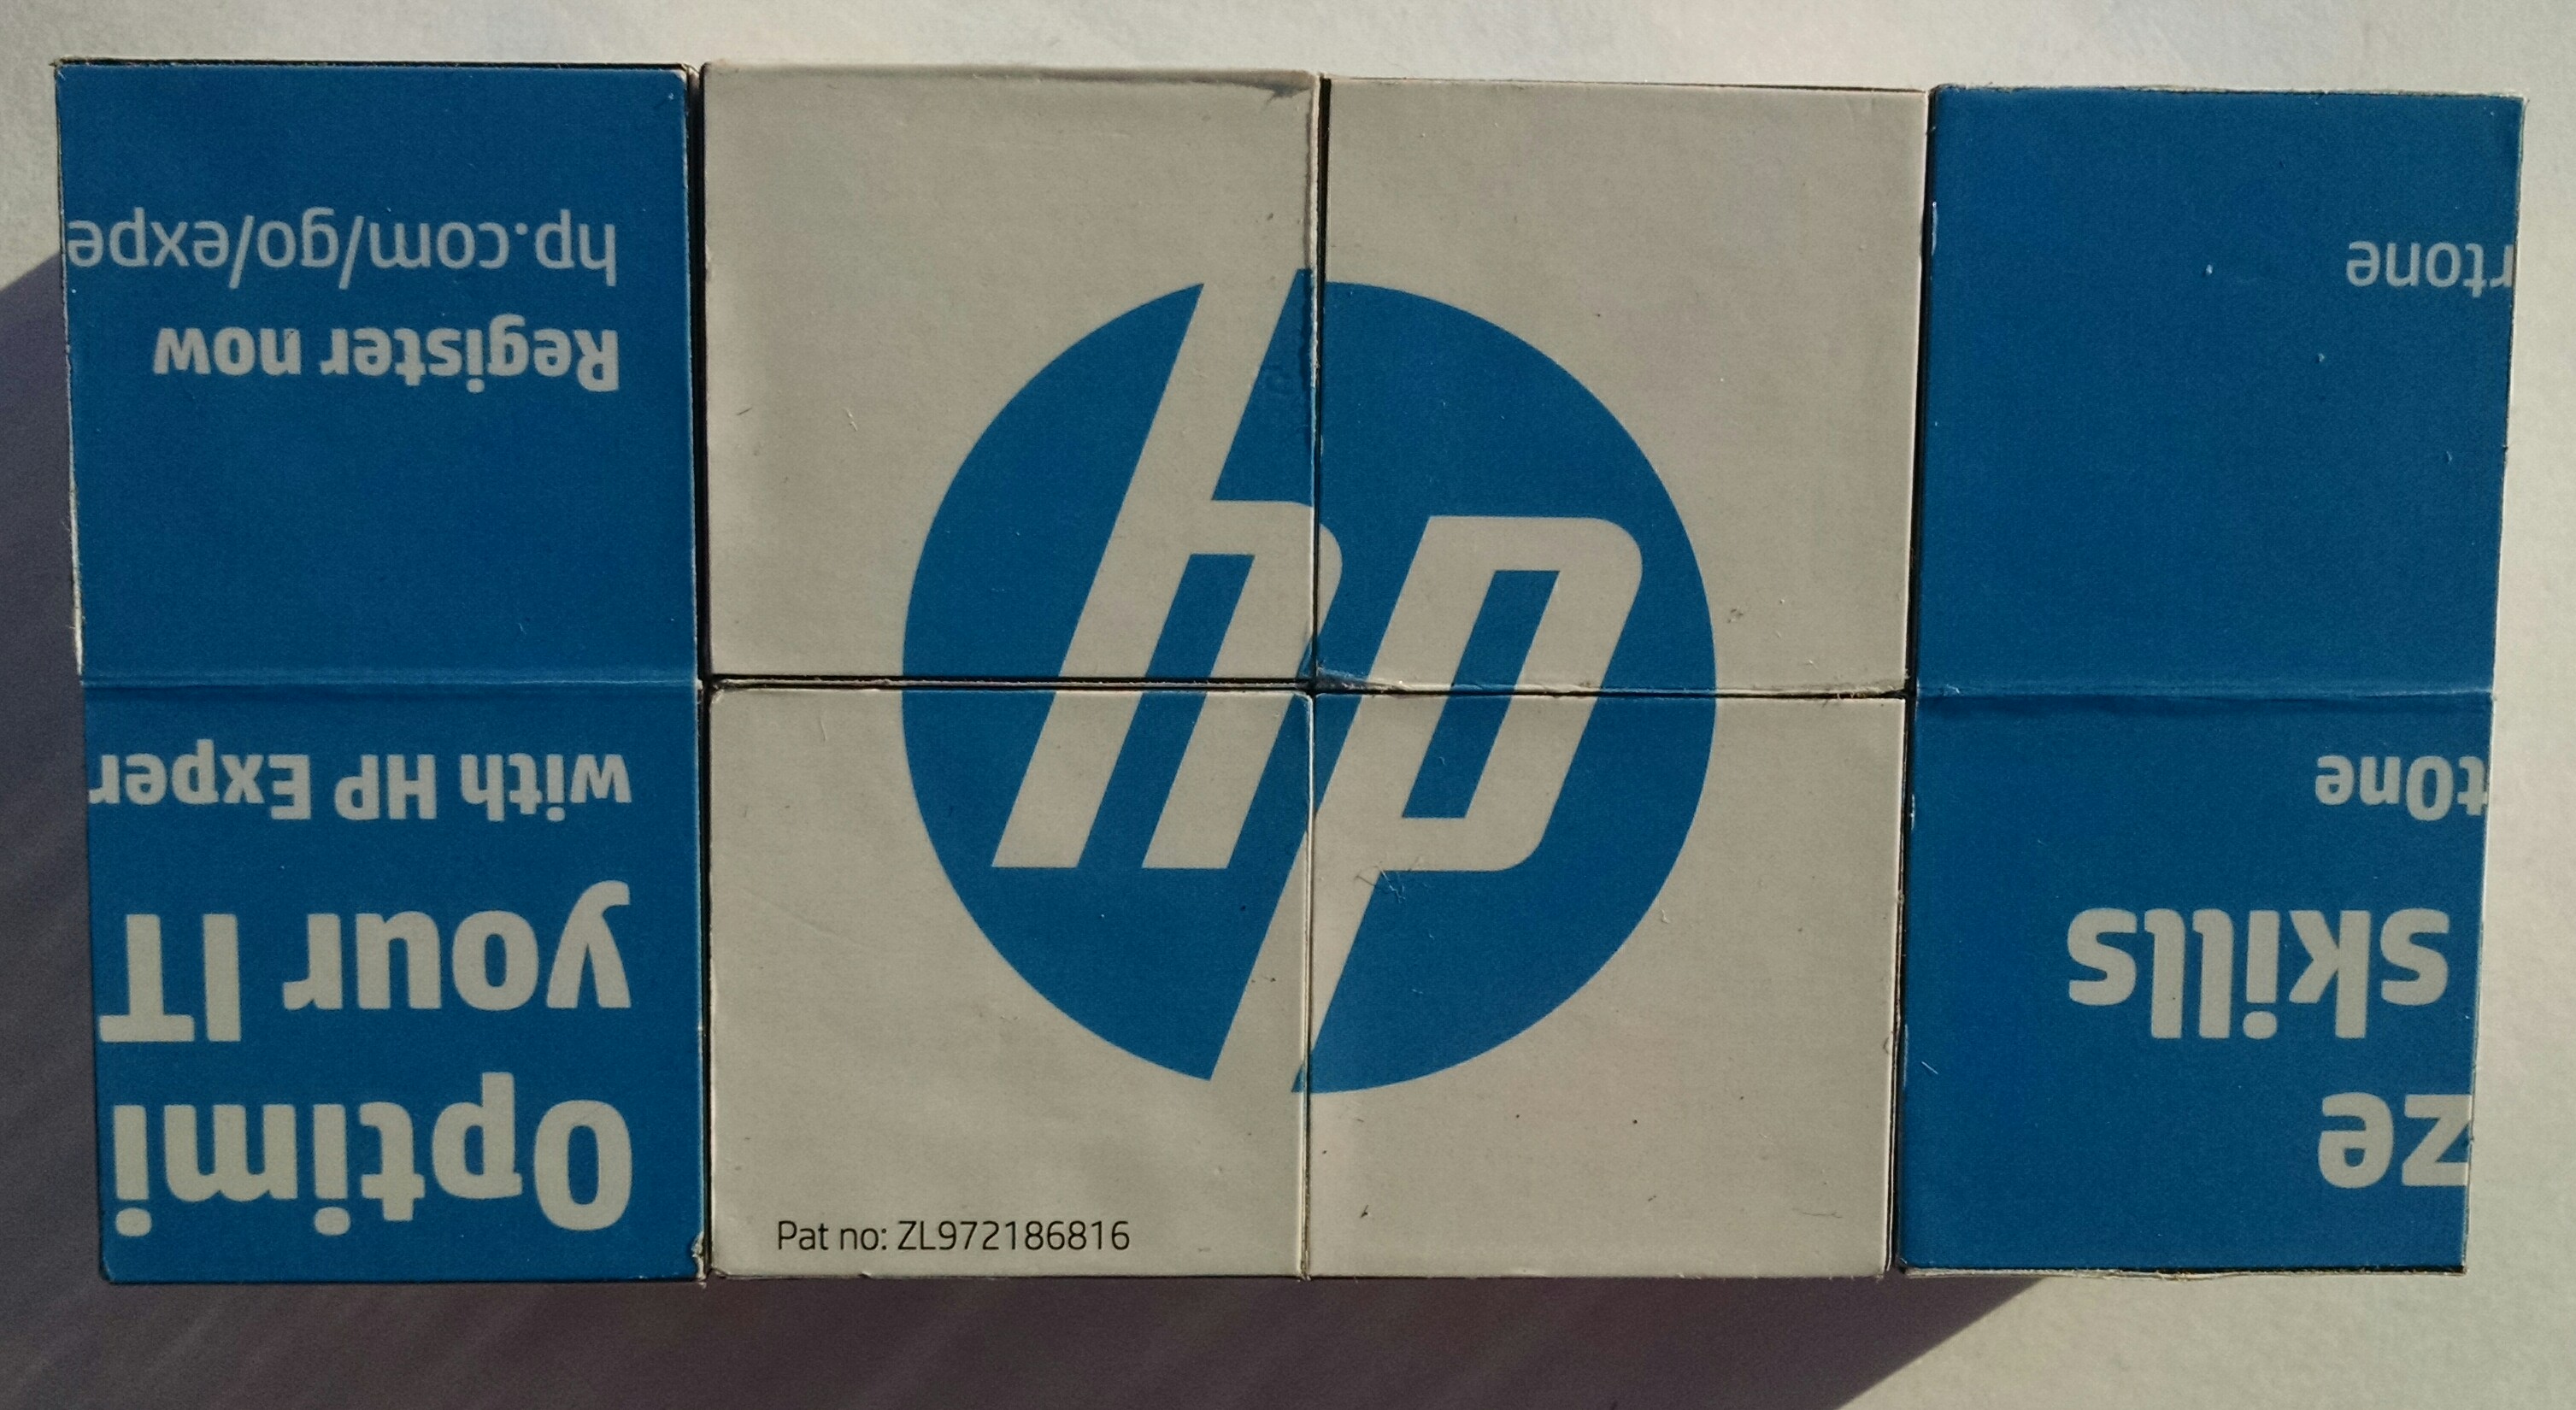 hp
Pat no: ZL972186816
Optimi
your IT
with HP Exper
Register now
hp.com/go/expe
ze
skills
tOne
rtone